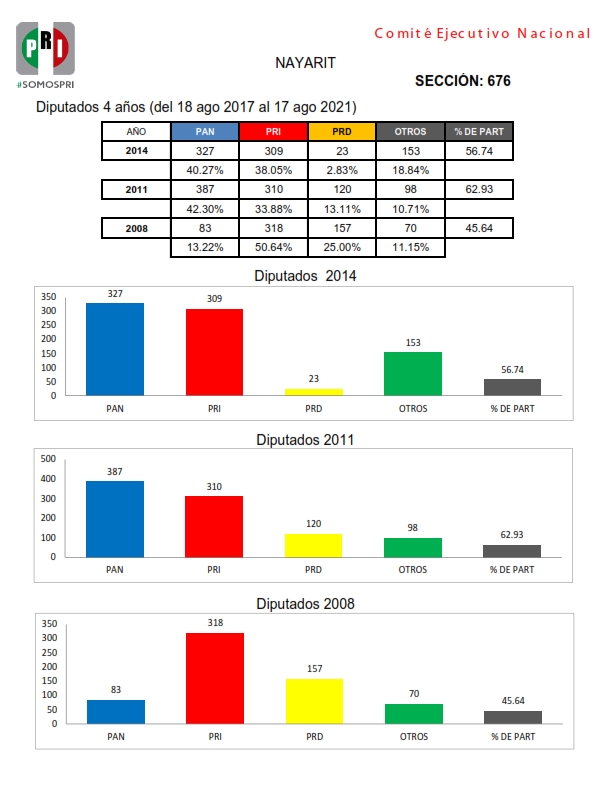 PRI
#SOMOSPRI
Comité Ejecutivo Nacional
NAYARIT
SECCIÓN: 676
Diputados 4 años (del 18 ago 2017 al 17 ago 2021)
AÑO PAN PRI PRD OTROS % DE PART
2014 327 309 23 153 56.74
40.27% 38.05% 2.83% 18.84%
2011 387 310 120 98 62.93
42.30% 33.88% 13.11% 10.71%
2008 83 318 157 70 45.64
13.22% 50.64% 25.00% 11.15%
Diputados 2014
350
300
250
200
150
100
50
0
327
309
23
153
56.74
PAN PRI PRD OTROS % DE PART
Diputados 2011
500
400
300
200
100
0
387
310
120
98
62.93
PAN PRI PRD OTROS % DE PART
Diputados 2008
350
300
250
200
150
100
50
0
83
318
157
70
45.64
PAN PRI PRD OTROS % DE PART